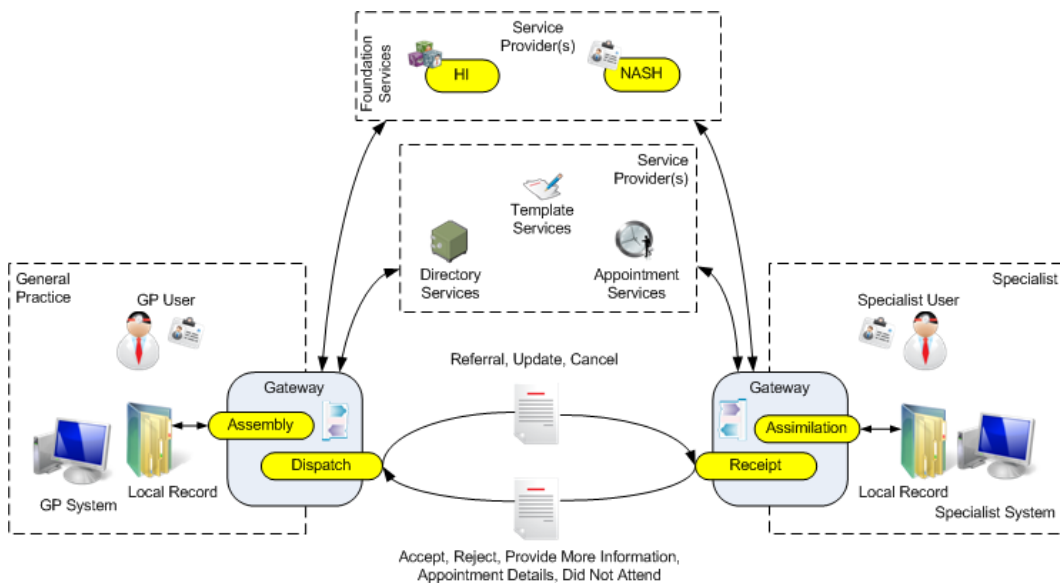 Foundation
Services
Service
Provider(s)
HI
NASH
Service
Provider(s)
Template
Services
Directory
Services
Appointment
Services
General
Practice
GP User
Gateway
Assembly
Dispatch
GP System
Local Record
Referral, Update, Cancel
Accept, Reject, Provide More Information,
Appointment Details, Did Not Attend
Specialist
Specialist User
Gateway
Assimilation
Receipt
Local Record
Specialist System